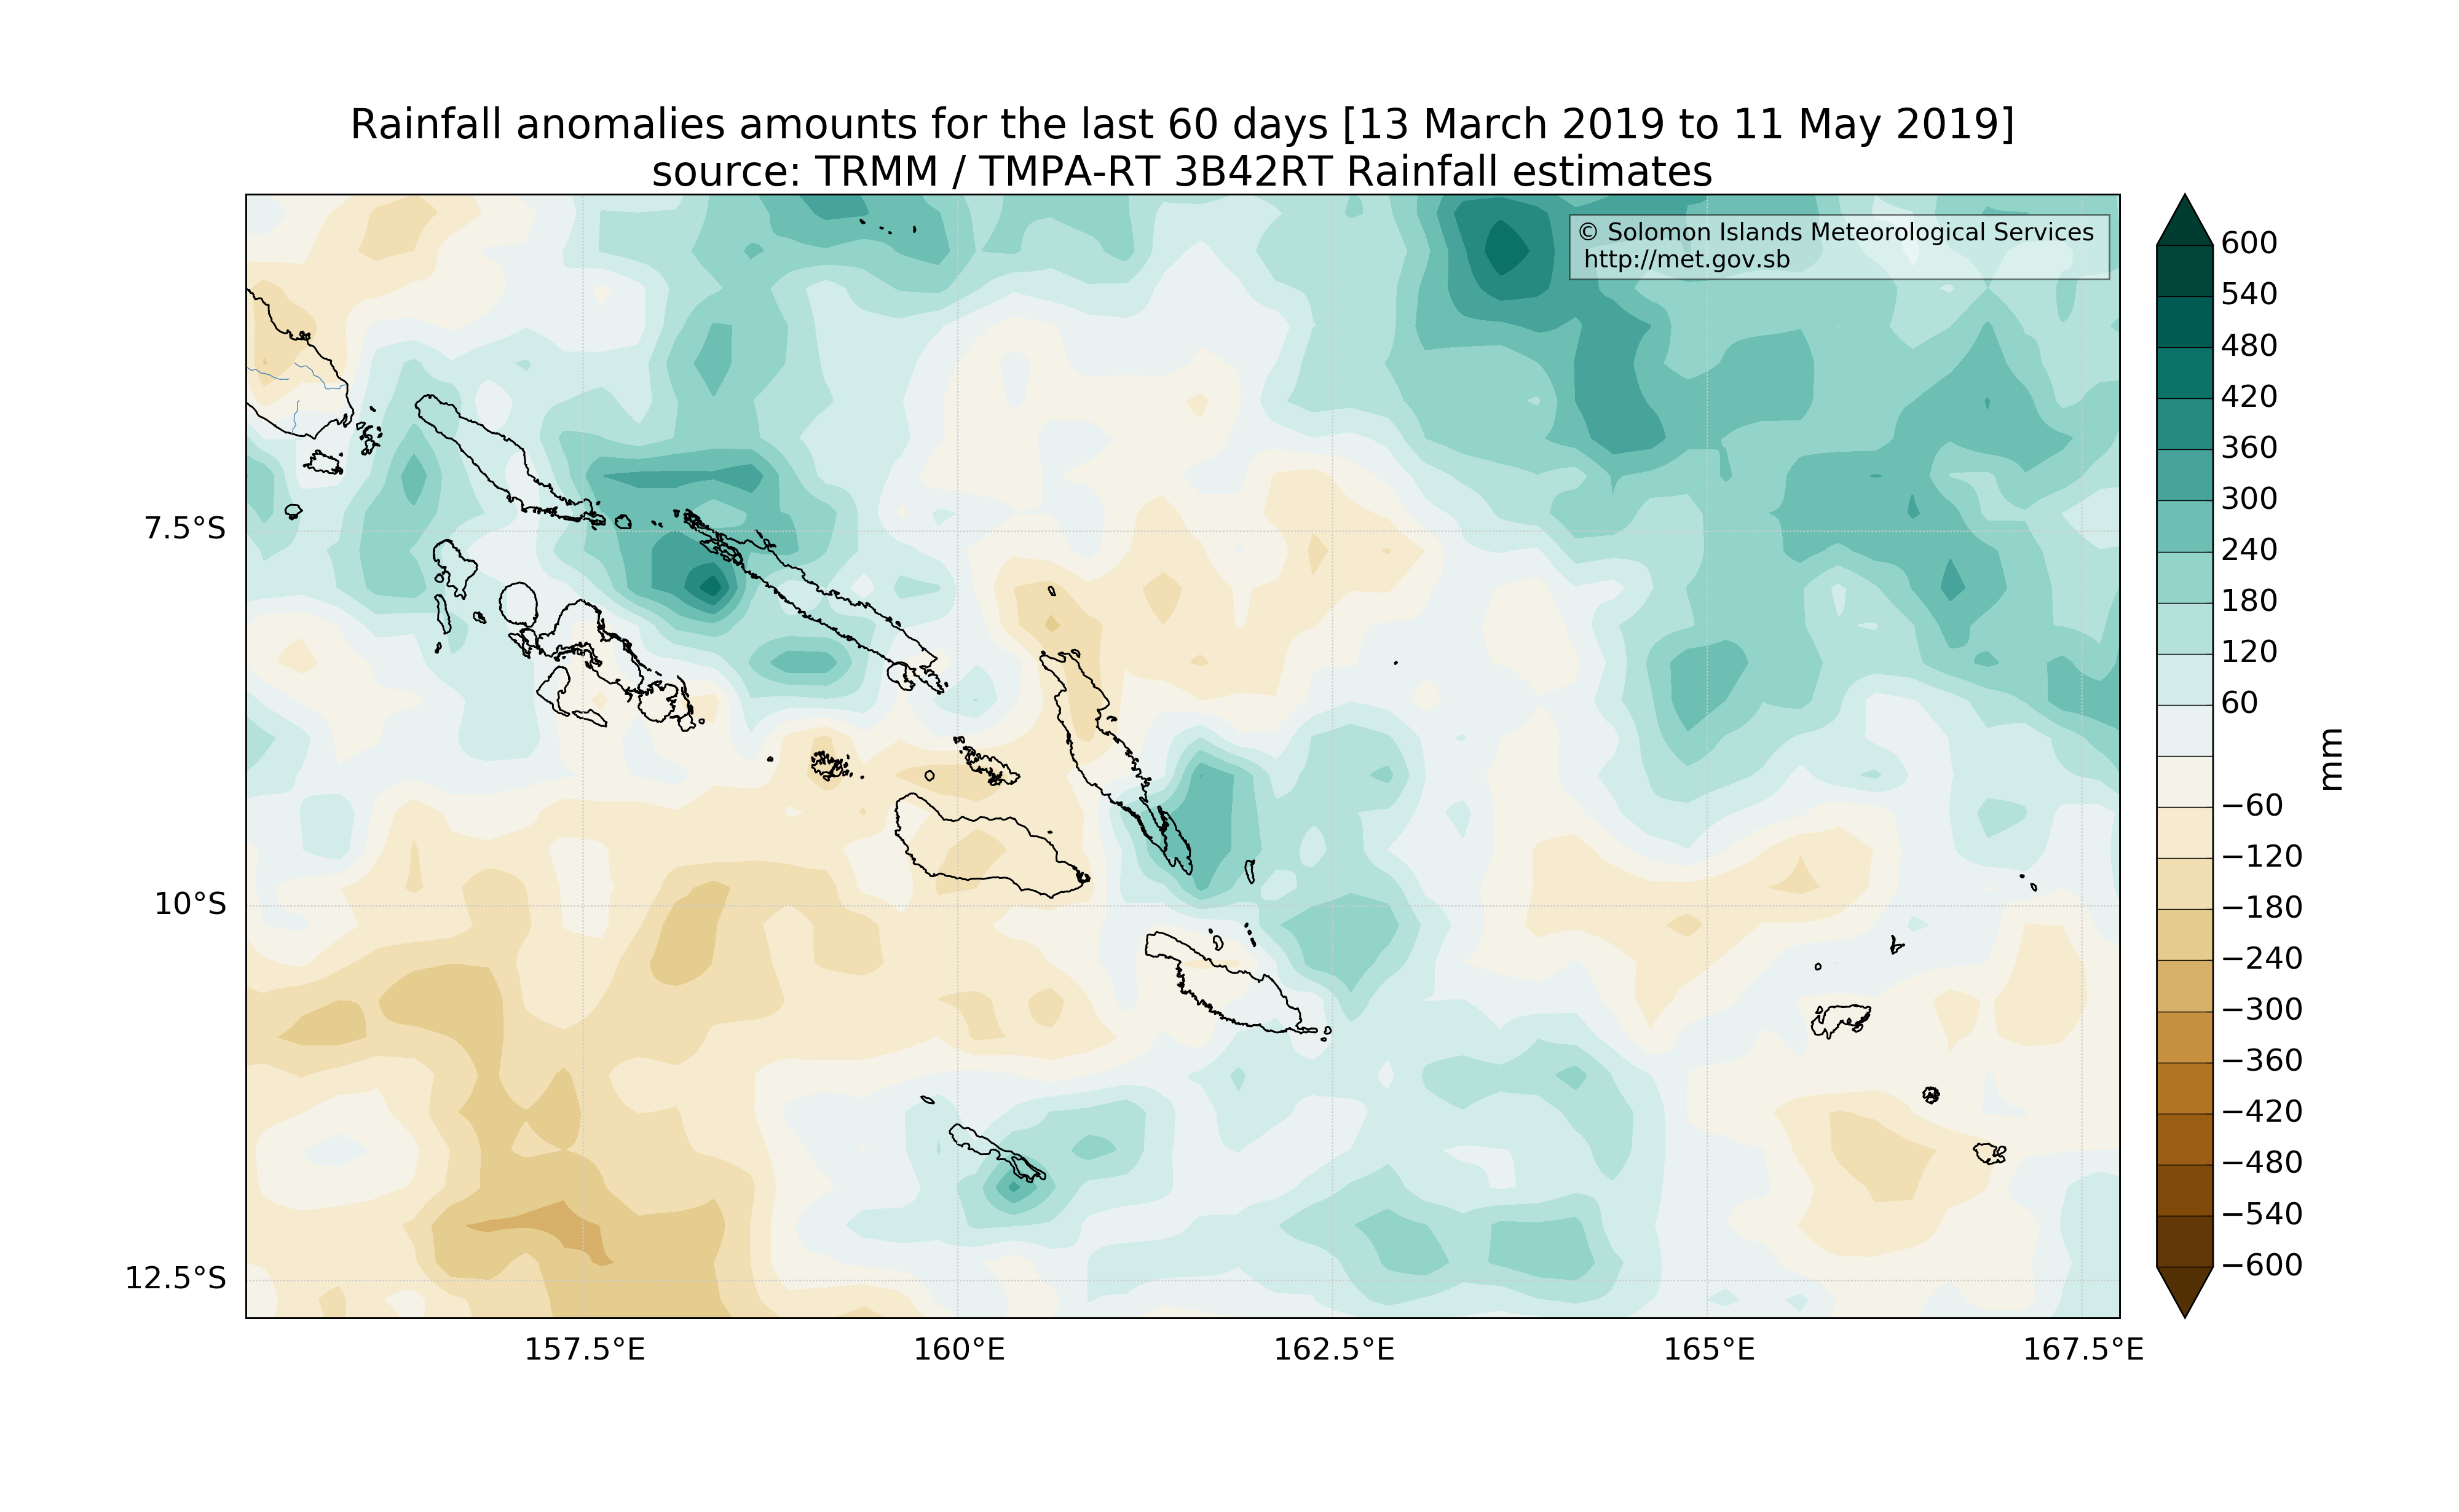 Rainfall anomalies amounts for the last 60 days [13 March 2019 to 11 May 2019]
source: TRMM / TMPA-RT 3B42RT Rainfall estimates
© Solomon Islands Meteorological Services
http://met.gov.sb
7.5°S
10°S
12.5°S
157.5°E
160°E
162.5°E
165°E
167.5°E
600
540
480
420
360
300
240
180
120
60
−60
−120
−180
−240
−300
−360
−420
−480
−540
−600
mm